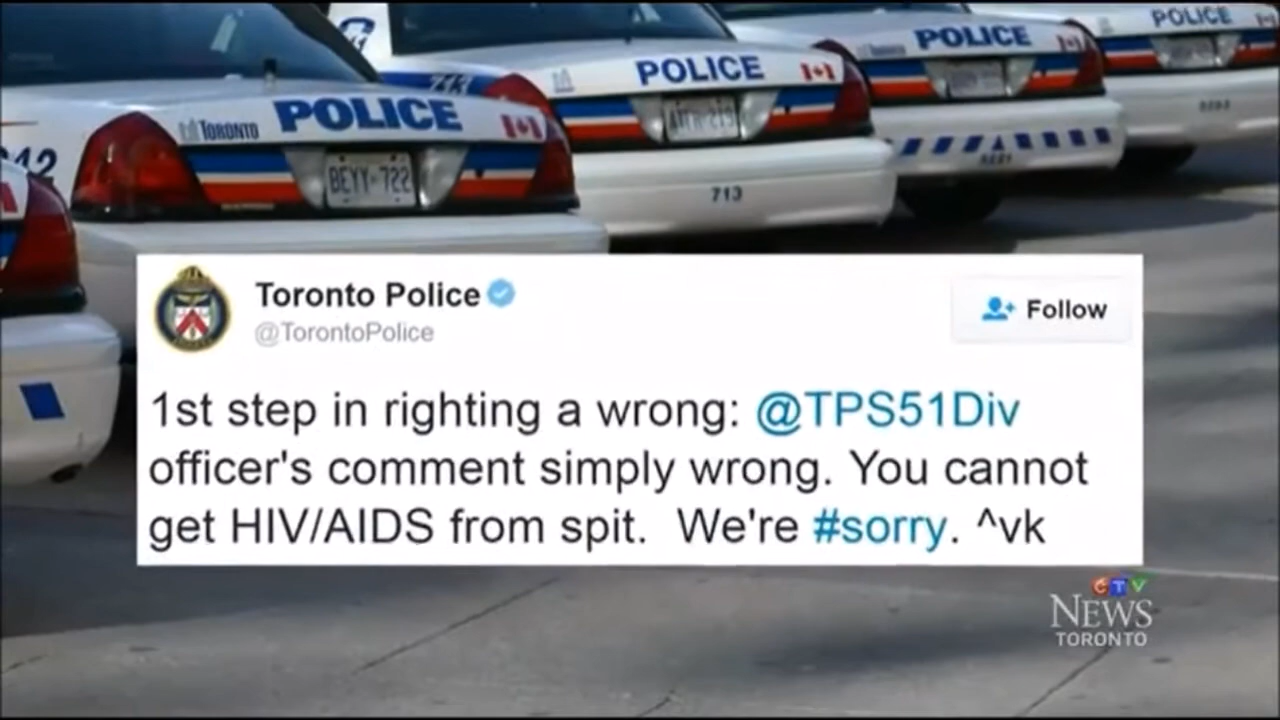 POLICE
POLICE
POLICE
TORONTO POLICE
BEYY-722
713
713
Toronto Police
@TorontoPolice
Follow
1st step in righting a wrong: @TPS51Div
officer's comment simply wrong. You cannot
get HIV/AIDS from spit. We're #sorry. ^vk
CTV
NEWS
TORONTO